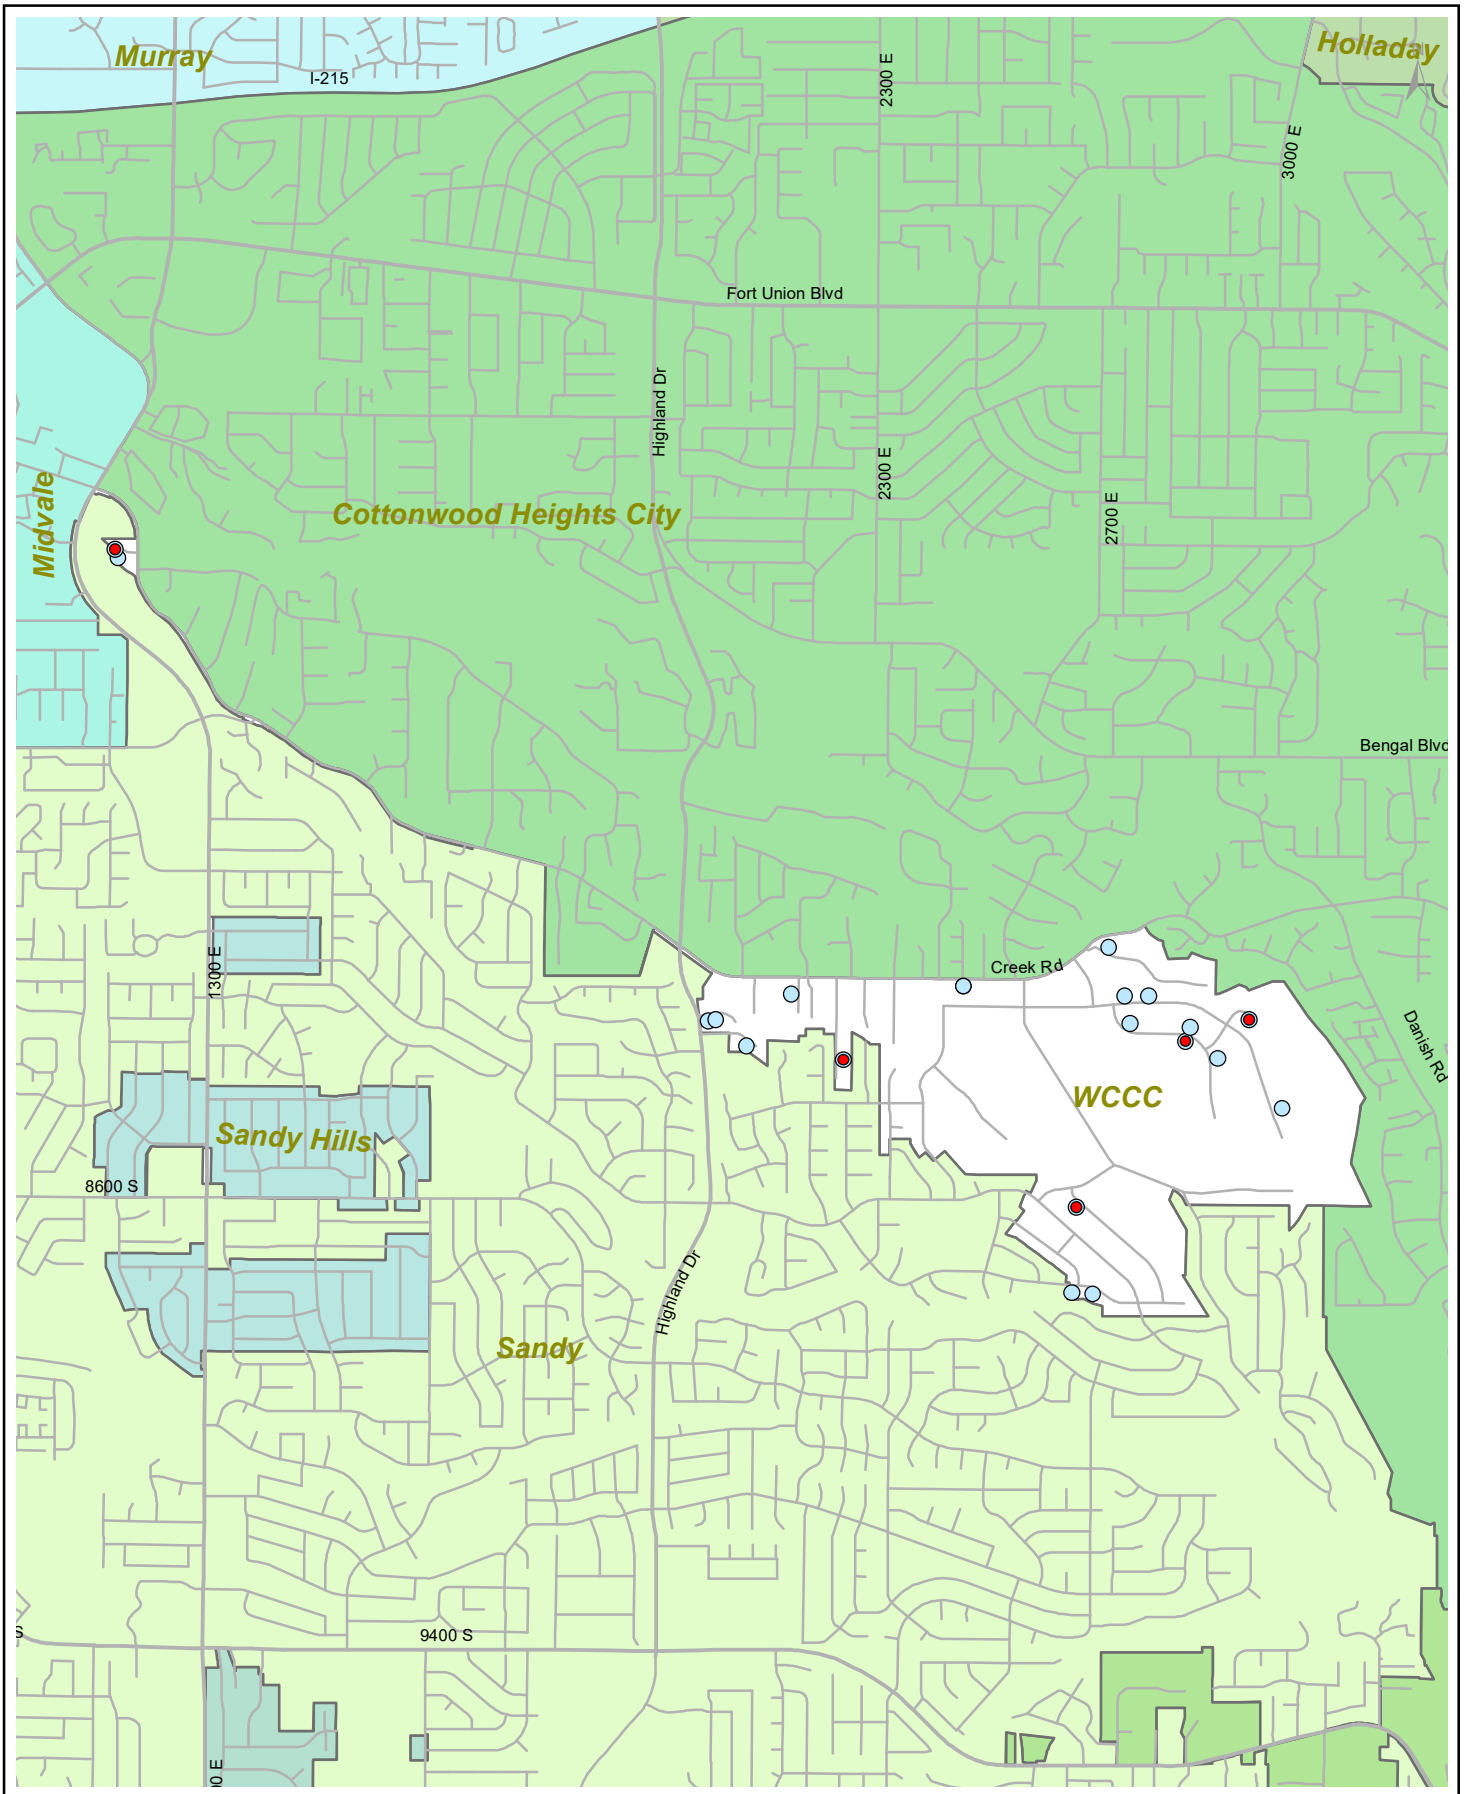 Murray
Holladay
I-215
2300 E
3000 E
Fort Union Blvd
Highland Dr
2300 E
2700 E
Midvale
Cottonwood Heights City
Bengal Blvd
1300 E
Creek Rd
Danish Rd
WCCC
Sandy Hills
8600 S
Highland Dr
Sandy
S
9400 S
00 E